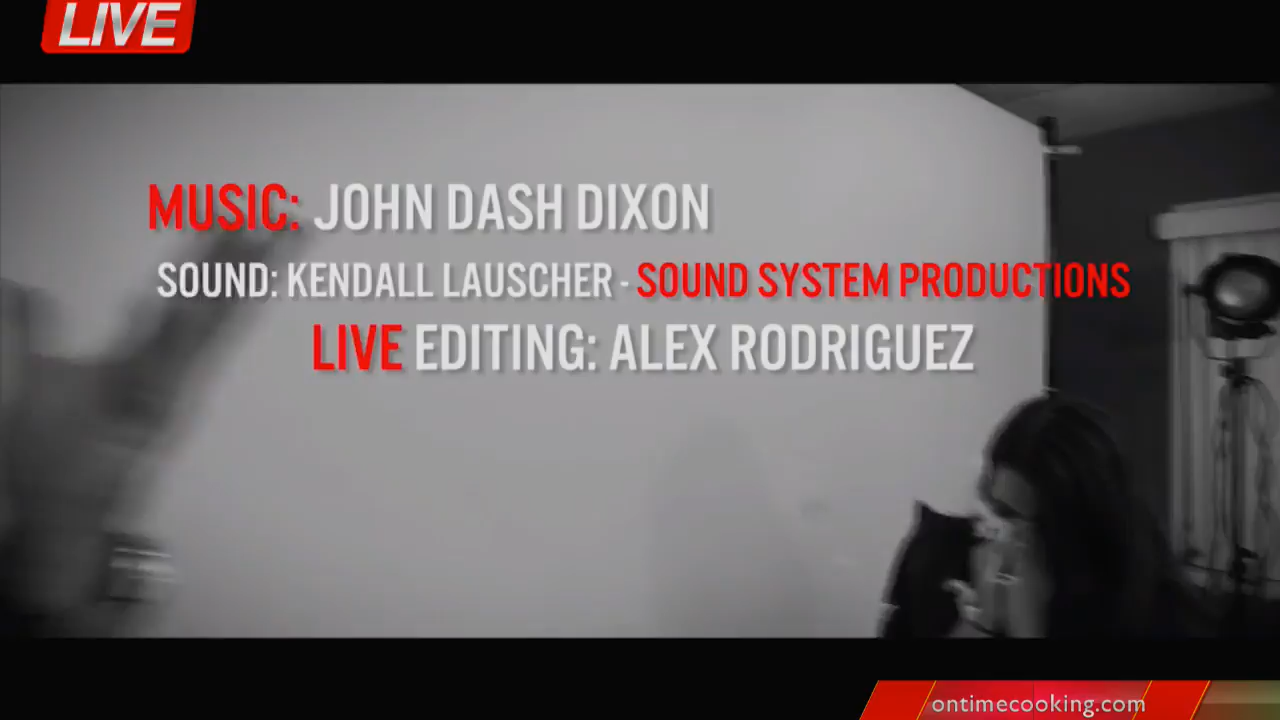 LIVE
MUSIC: JOHN DASH DIXON
SOUND: KENDALL LAUSCHER - SOUND SYSTEM PRODUCTIONS
LIVE EDITING: ALEX RODRIGUEZ
ontimecooking.com